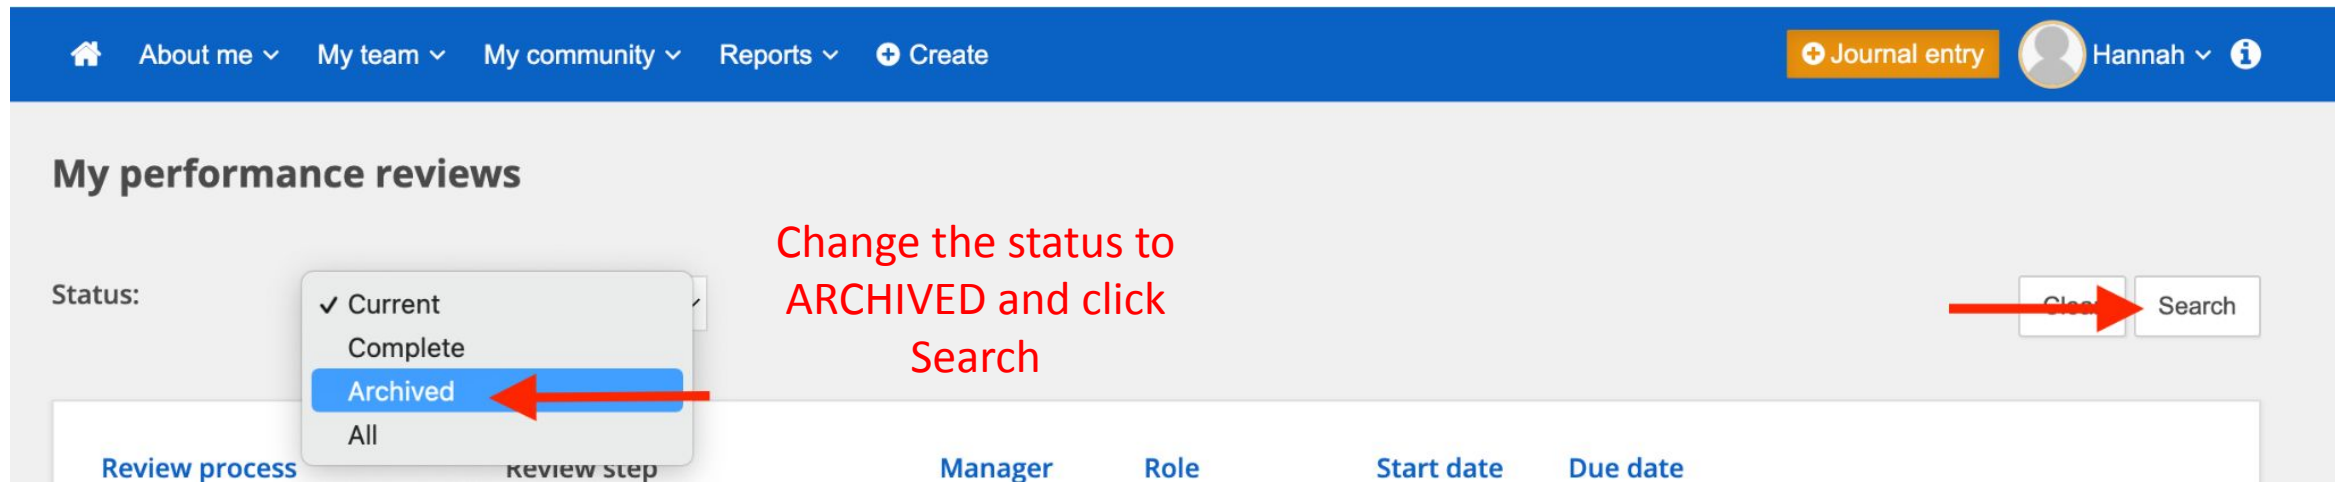 About me My team My community Reports Create Journal entry Hannah
My performance reviews
Change the status to
ARCHIVED and click
Search
Status:
Current
Complete
Archived
All
Clear Search
Review process Review step Manager Role Start date Due date